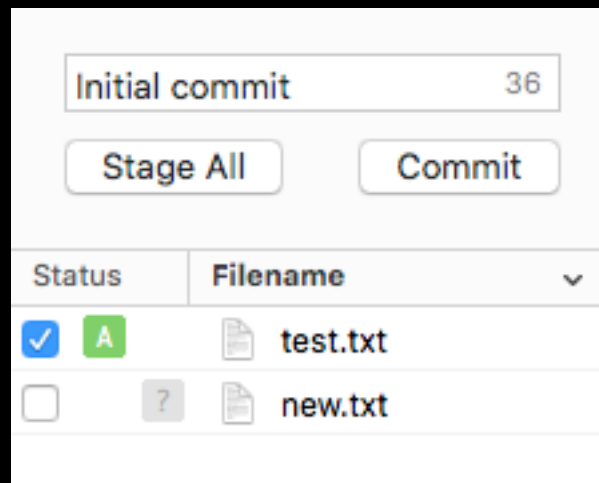 Initial commit 36
Stage All Commit
Status Filename
A test.txt
? new.txt